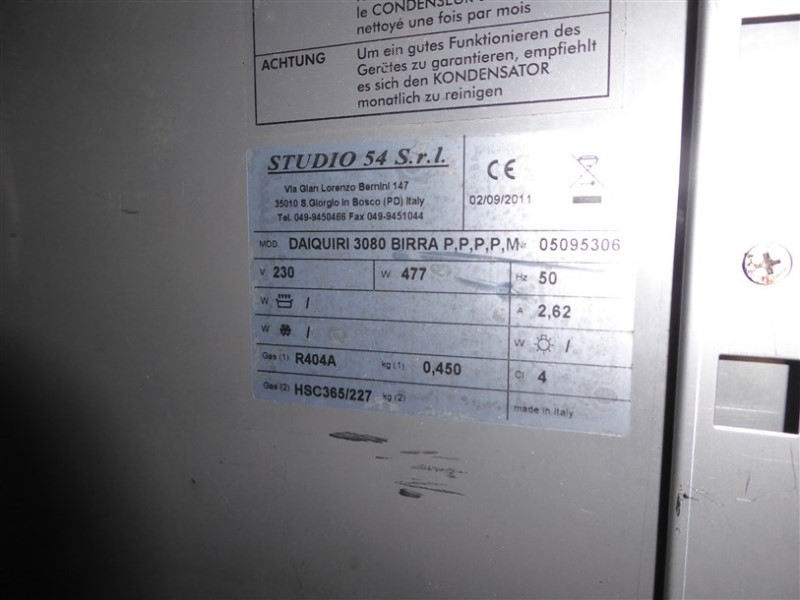 le CONDENSEUR
nettoyé une fois par mois
ACHTUNG
Um ein gutes Funktionieren des
Gerätes zu garantieren, empfiehlt
es sich den KONDENSATOR
monatlich zu reinigen
STUDIO 54 S.r.l.
Via Gian Lorenzo Bernini 147
35010 S.Giorgio in Bosco (PD) Italy
Tel. 049-9450466 Fax 049-9451044
CE
02/09/2011
MOD. DAIQUIRI 3080 BIRRA P,P,P,P,M Nr 05095306
V 230 W 477 Hz 50
W / A 2,62
W / W /
Gas (1) R404A kg (1) 0,450 Cl 4
Gas (2) HSC365/227 kg (2) made in Italy